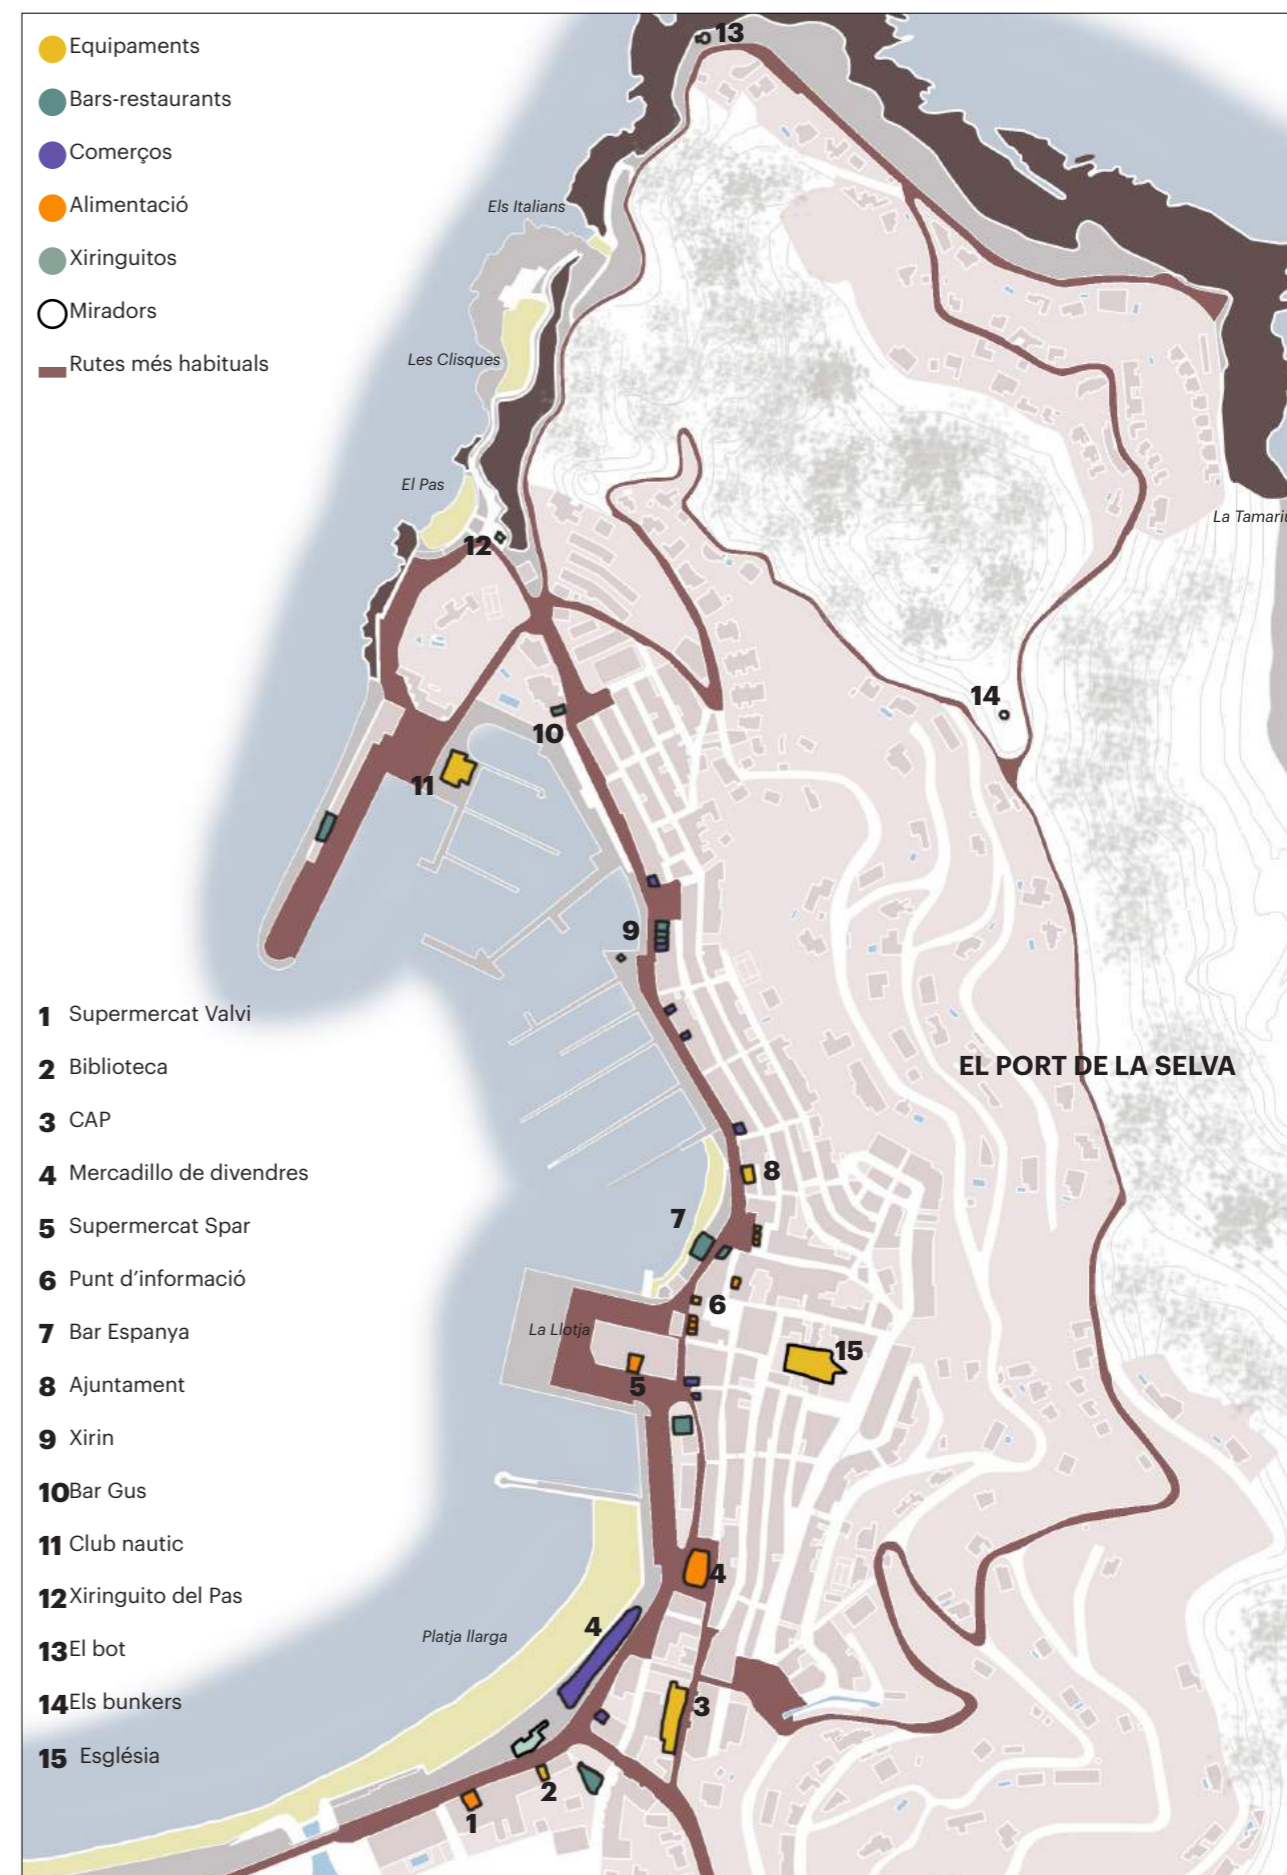 Equipaments
Bars-restaurants
Comerços
Alimentació
Xiringuitos
Miradors
Rutes més habituals
13
Els Italians
Les Clisques
El Pas
La Tamariu
12
14
10
11
9
EL PORT DE LA SELVA
8
7
6
La Llotja
15
5
4
4
Platja llarga
3
2
1
1 Supermercat Valvi
2 Biblioteca
3 CAP
4 Mercadillo de divendres
5 Supermercat Spar
6 Punt d’informació
7 Bar Espanya
8 Ajuntament
9 Xirin
10 Bar Gus
11 Club nautic
12 Xiringuito del Pas
13 El bot
14 Els bunkers
15 Església